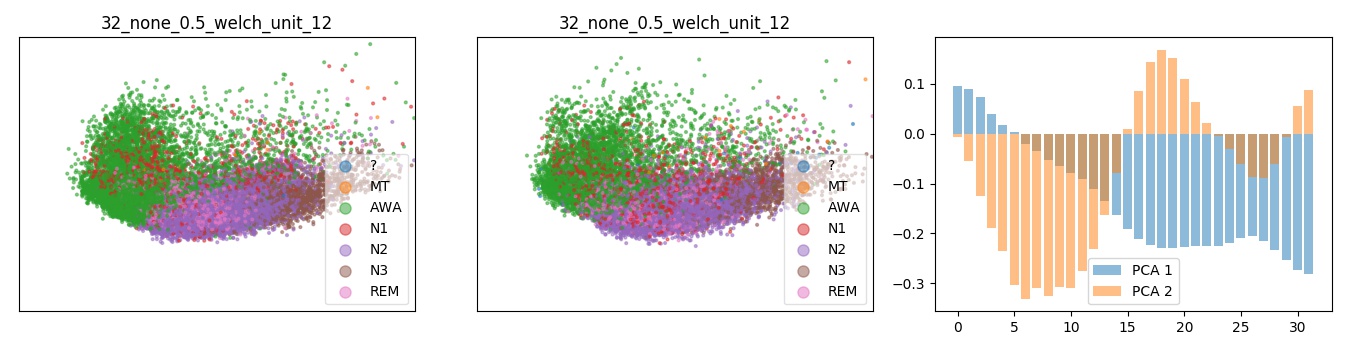 32_none_0.5_welch_unit_12
?
MT
AWA
N1
N2
N3
REM
32_none_0.5_welch_unit_12
?
MT
AWA
N1
N2
N3
REM
0.1
0.0
−0.1
−0.2
−0.3
PCA 1
PCA 2
0 5 10 15 20 25 30